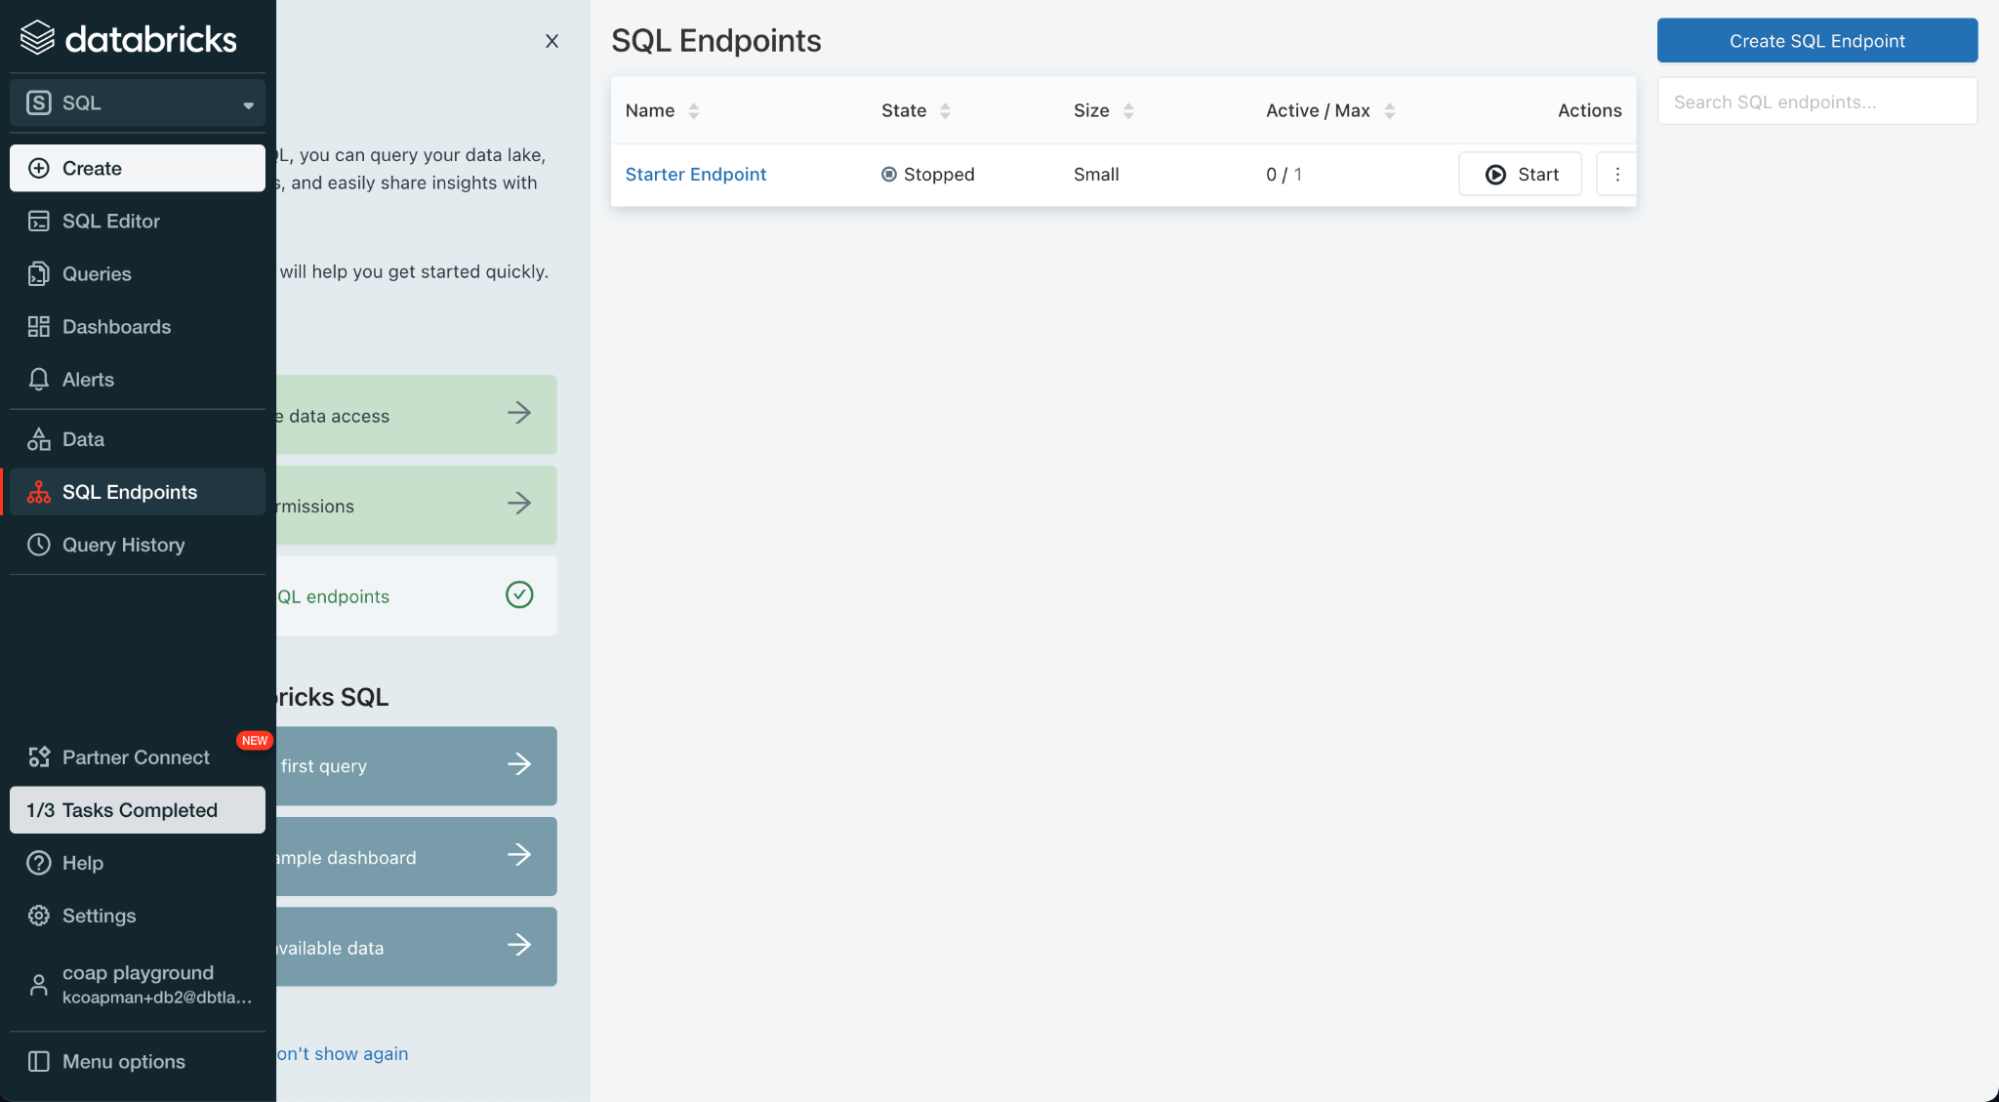 databricks
SQL
Create
SQL Editor
Queries
Dashboards
Alerts
Data
SQL Endpoints
Query History
Partner Connect
NEW
1/3 Tasks Completed
Help
Settings
coap playground
kcoapman+db2@dbtla...
Menu options
X
QL, you can query your data lake,
s, and easily share insights with
will help you get started quickly.
e data access
rmissions
QL endpoints
bricks SQL
first query
ample dashboard
available data
on't show again
SQL Endpoints
Create SQL Endpoint
Search SQL endpoints...
Name State Size Active / Max Actions
Starter Endpoint Stopped Small 0 / 1 Start